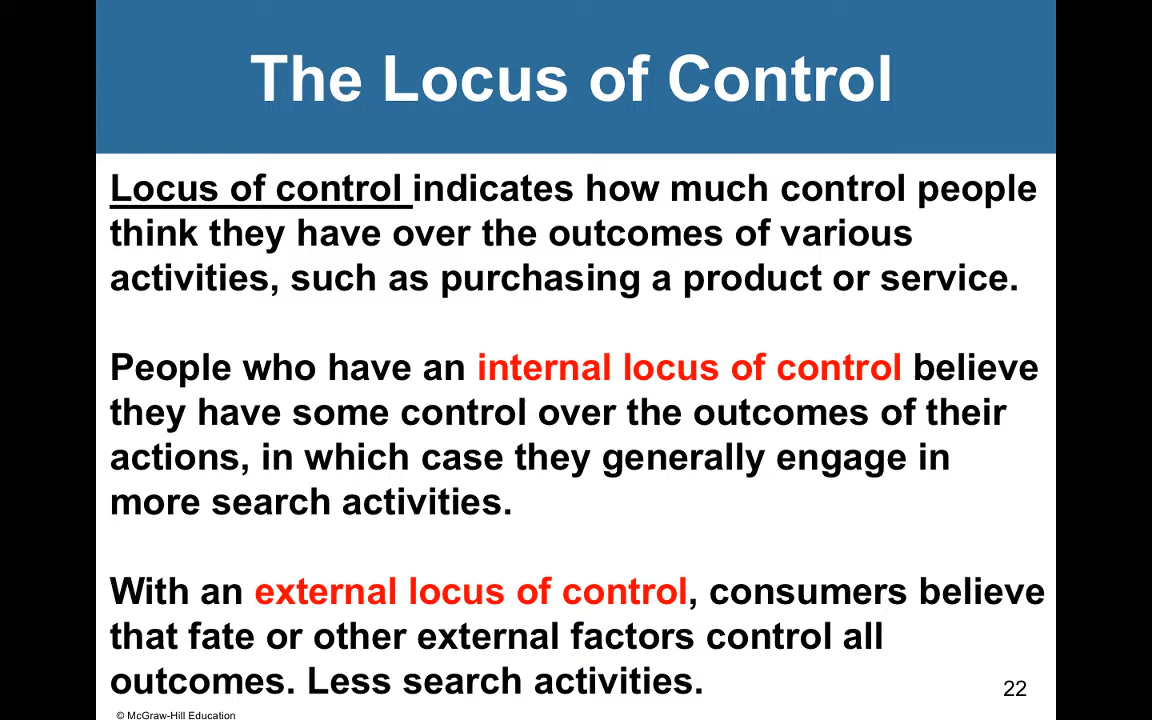 The Locus of Control
Locus of control indicates how much control people
think they have over the outcomes of various
activities, such as purchasing a product or service.
People who have an internal locus of control believe
they have some control over the outcomes of their
actions, in which case they generally engage in
more search activities.
With an external locus of control, consumers believe
that fate or other external factors control all
outcomes. Less search activities.
22
© McGraw-Hill Education